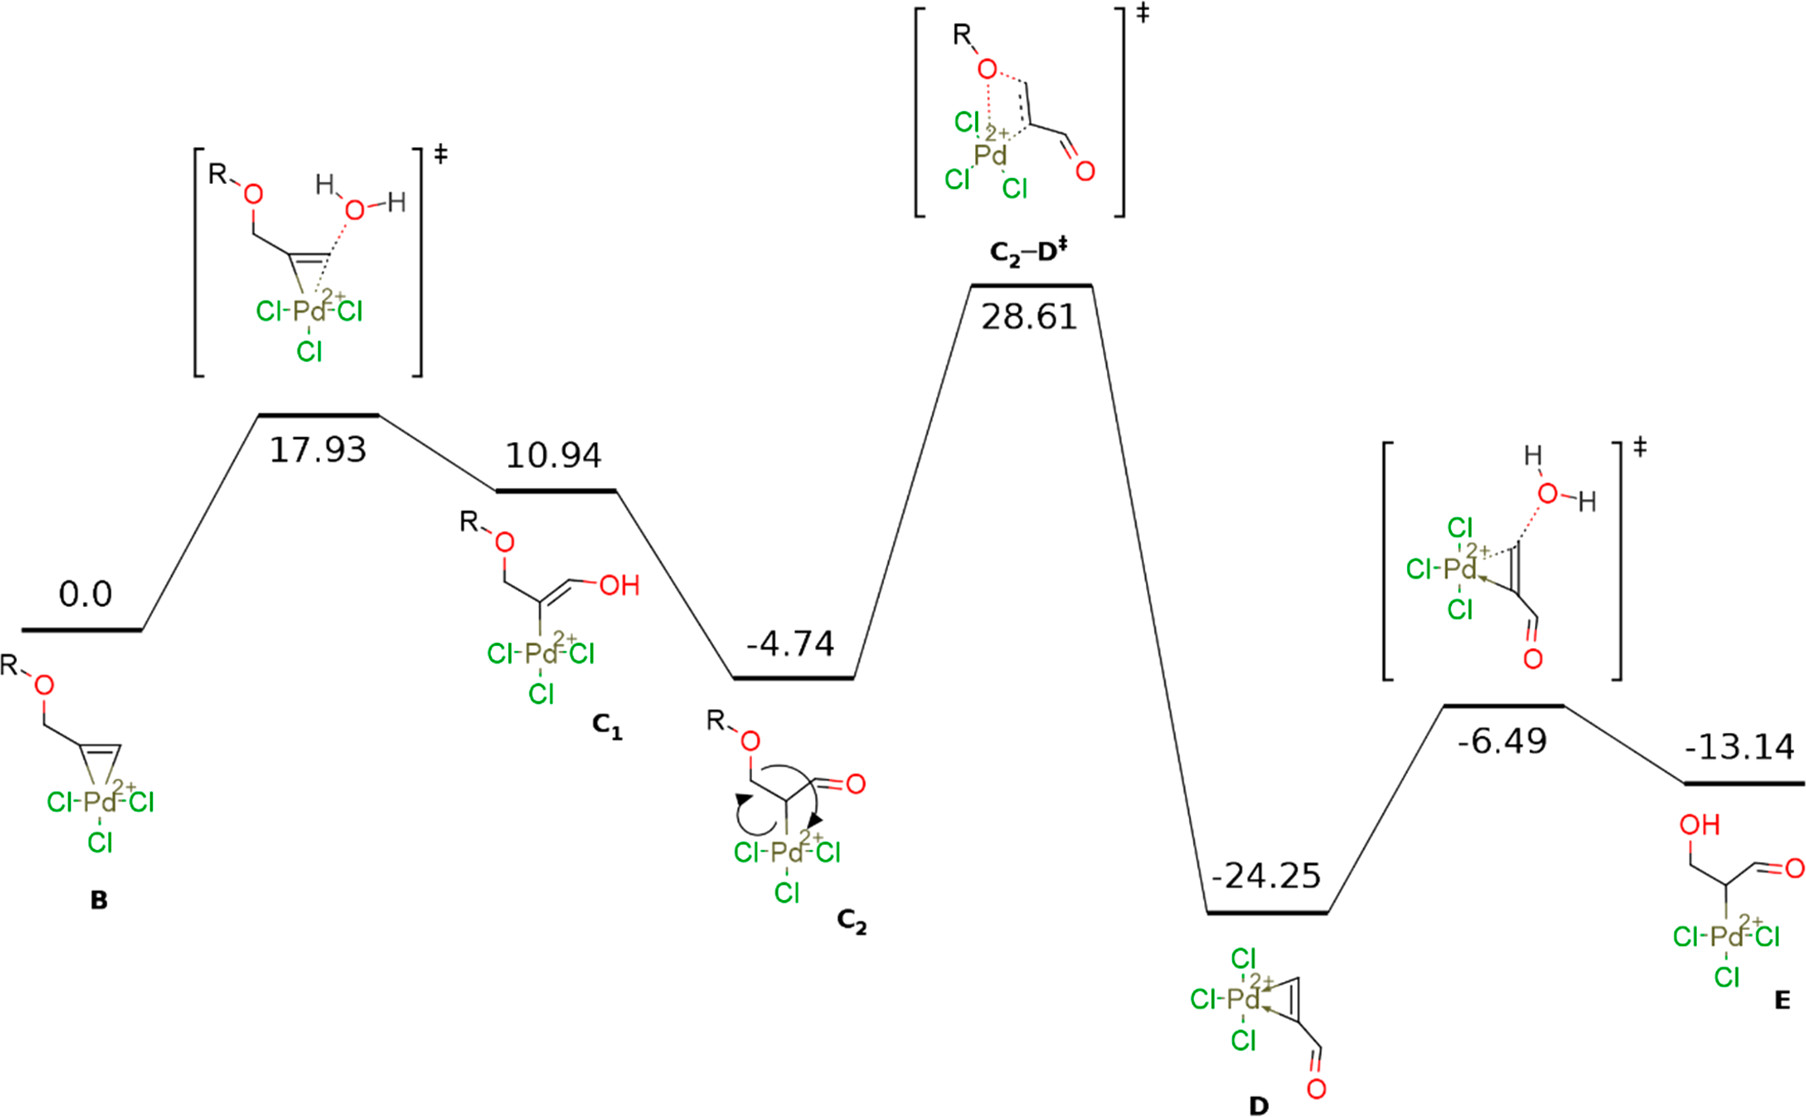 R
O
H
H
O
2+
Cl-Pd-Cl
Cl
‡
R
O
Cl
2+
Pd
Cl
Cl
O
‡
C2–D‡
28.61
17.93
10.94
R
O
OH
2+
Cl-Pd-Cl
Cl
C1
0.0
R
O
2+
Cl-Pd-Cl
Cl
B
-4.74
R
O
O
2+
Cl-Pd-Cl
Cl
C2
-24.25
Cl
2+
Cl-Pd
Cl
O
D
H
O-H
Cl
2+
Cl-Pd
Cl
O
‡
-6.49
-13.14
OH
O
2+
Cl-Pd-Cl
Cl
E